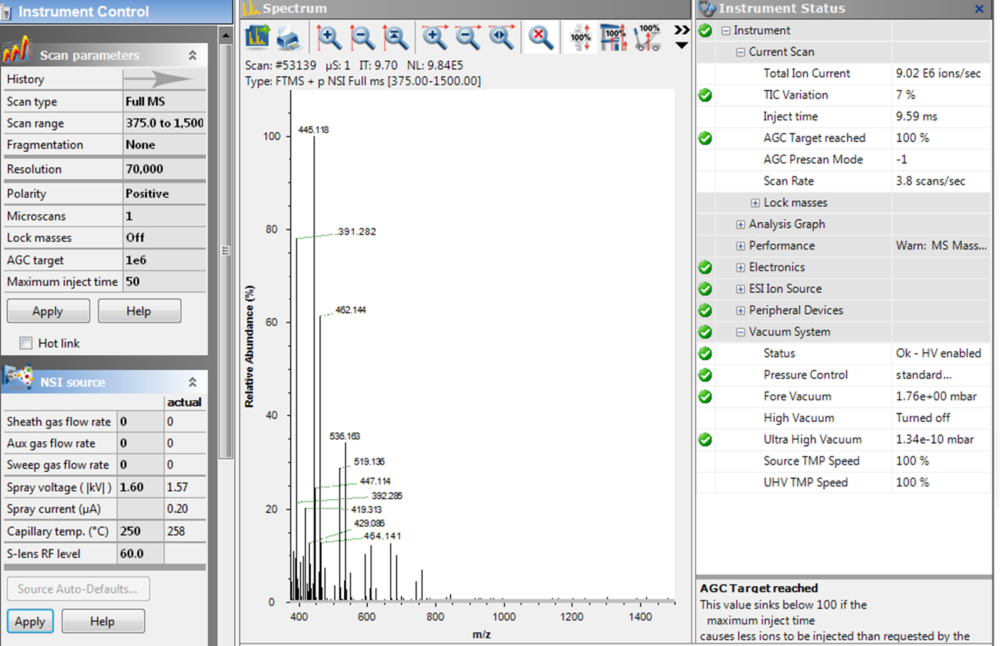 Instrument Control
Scan parameters
History
Scan type Full MS
Scan range 375.0 to 1,500
Fragmentation None
Resolution 70,000
Polarity Positive
Microscans 1
Lock masses Off
AGC target 1e6
Maximum inject time 50
Apply Help
Hot link
NSI source
actual
Sheath gas flow rate 0 0
Aux gas flow rate 0 0
Sweep gas flow rate 0 0
Spray voltage ( |kV| ) 1.60 1.57
Spray current (µA) 0.20
Capillary temp. (°C) 250 258
S-lens RF level 60.0
Source Auto-Defaults...
Apply Help
Spectrum
100% 100% 100%
Scan: #53139 µS: 1 IT: 9.70 NL: 9.84E5
Type: FTMS + p NSI Full ms [375.00-1500.00]
Relative Abundance (%)
100
80
60
40
20
0
445.118
391.282
462.144
536.163
519.136
447.114
392.285
419.313
429.086
464.141
400 600 800 1000 1200 1400
m/z
Instrument Status
Instrument
Current Scan
Total Ion Current 9.02 E6 ions/sec
TIC Variation 7 %
Inject time 9.59 ms
AGC Target reached 100 %
AGC Prescan Mode -1
Scan Rate 3.8 scans/sec
Lock masses
Analysis Graph
Performance Warn: MS Mass...
Electronics
ESI Ion Source
Peripheral Devices
Vacuum System
Status Ok - HV enabled
Pressure Control standard...
Fore Vacuum 1.76e+00 mbar
High Vacuum Turned off
Ultra High Vacuum 1.34e-10 mbar
Source TMP Speed 100 %
UHV TMP Speed 100 %
AGC Target reached
This value sinks below 100 if the
maximum inject time
causes less ions to be injected than requested by the